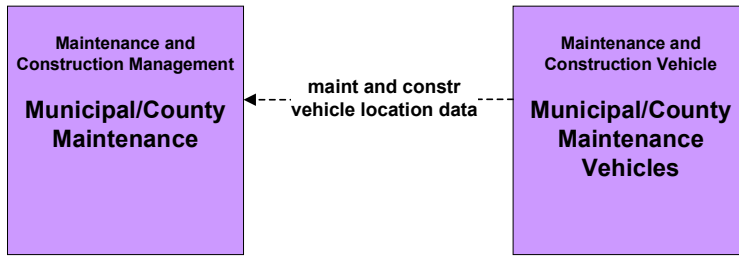 Maintenance and
Construction Management
Municipal/County
Maintenance
maint and constr
vehicle location data
Maintenance and
Construction Vehicle
Municipal/County
Maintenance
Vehicles